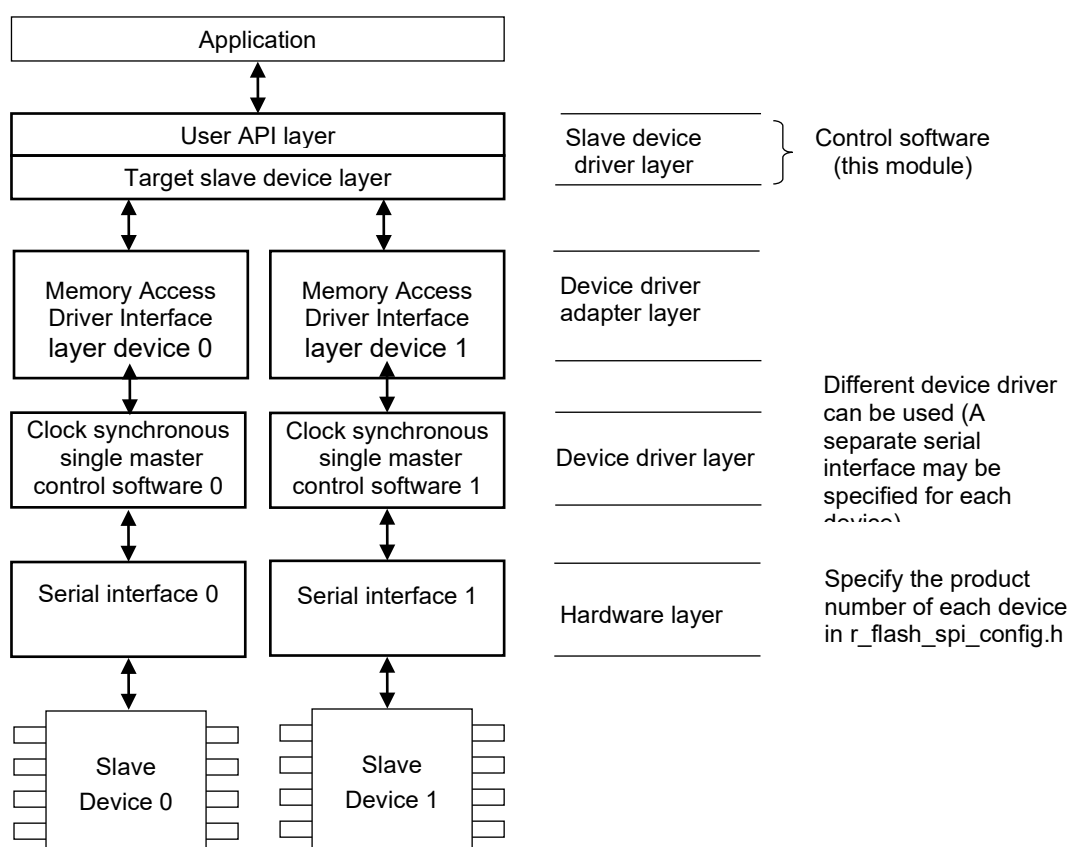 Application
User API layer
Target slave device layer
Slave device
driver layer
Control software
(this module)
Memory Access
Driver Interface
layer device 0
Memory Access
Driver Interface
layer device 1
Device driver
adapter layer
Clock synchronous
single master
control software 0
Clock synchronous
single master
control software 1
Device driver layer
Different device driver
can be used (A
separate serial
interface may be
specified for each
device)
Serial interface 0
Serial interface 1
Hardware layer
Specify the product
number of each device
in r_flash_spi_config.h
Slave
Device 0
Slave
Device 1